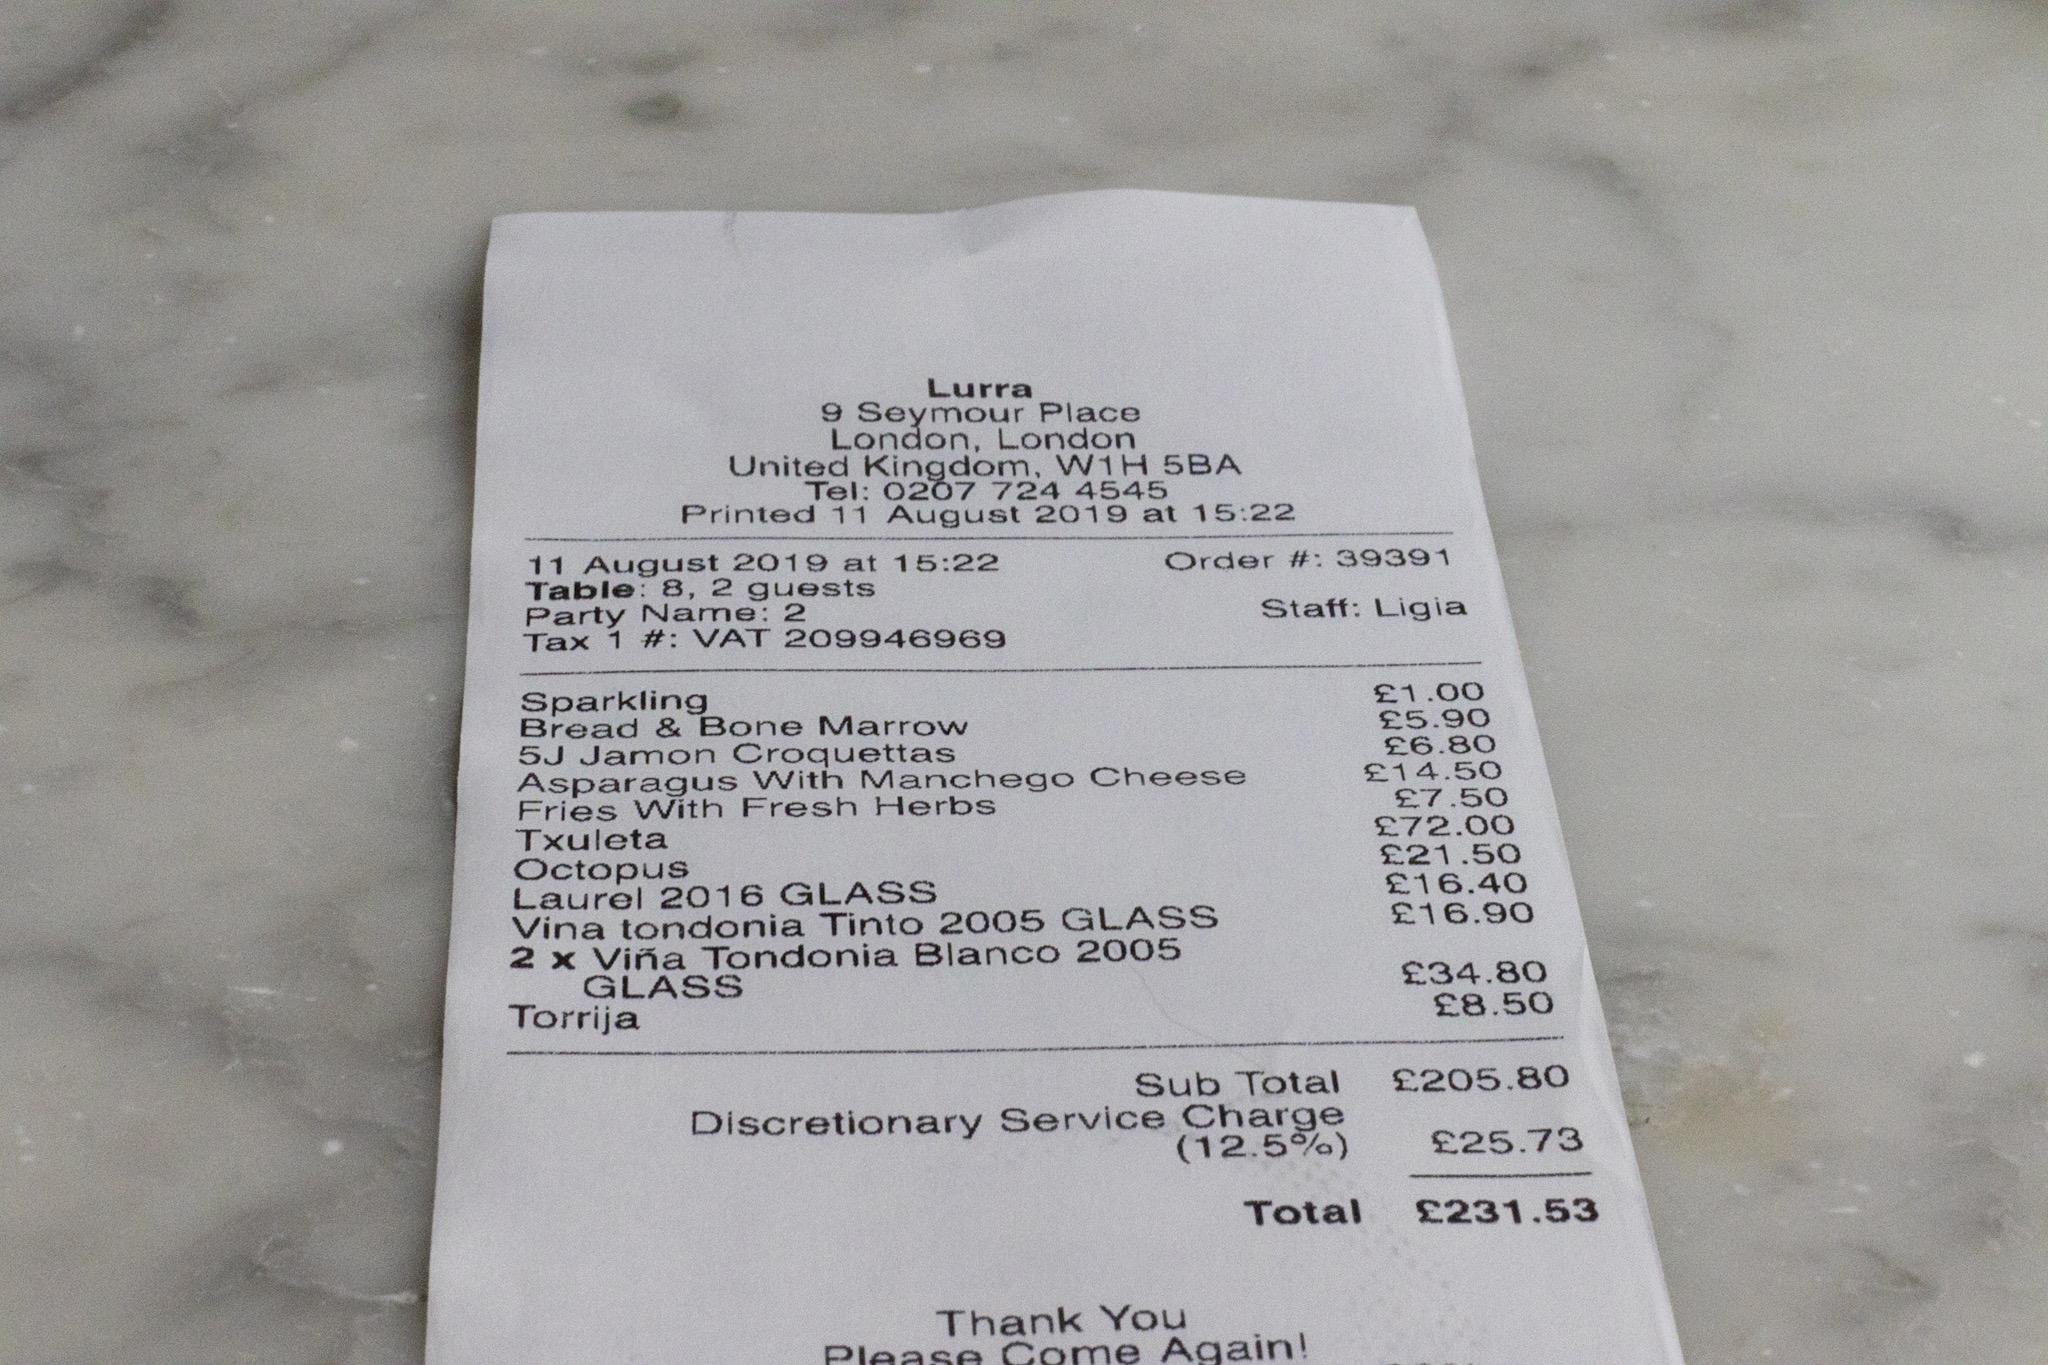 Lurra
9 Seymour Place
London, London
United Kingdom, W1H 5BA
Tel: 0207 724 4545
Printed 11 August 2019 at 15:22
11 August 2019 at 15:22 Order #: 39391
Table: 8, 2 guests
Party Name: 2 Staff: Ligia
Tax 1 #: VAT 209946969
Sparkling £1.00
Bread & Bone Marrow £5.90
5J Jamon Croquettas £6.80
Asparagus With Manchego Cheese £14.50
Fries With Fresh Herbs £7.50
Txuleta £72.00
Octopus £21.50
Laurel 2016 GLASS £16.40
Vina tondonia Tinto 2005 GLASS £16.90
2 x Viña Tondonia Blanco 2005
GLASS £34.80
Torrija £8.50
Sub Total £205.80
Discretionary Service Charge
(12.5%) £25.73
Total £231.53
Thank You
Please Come Again!